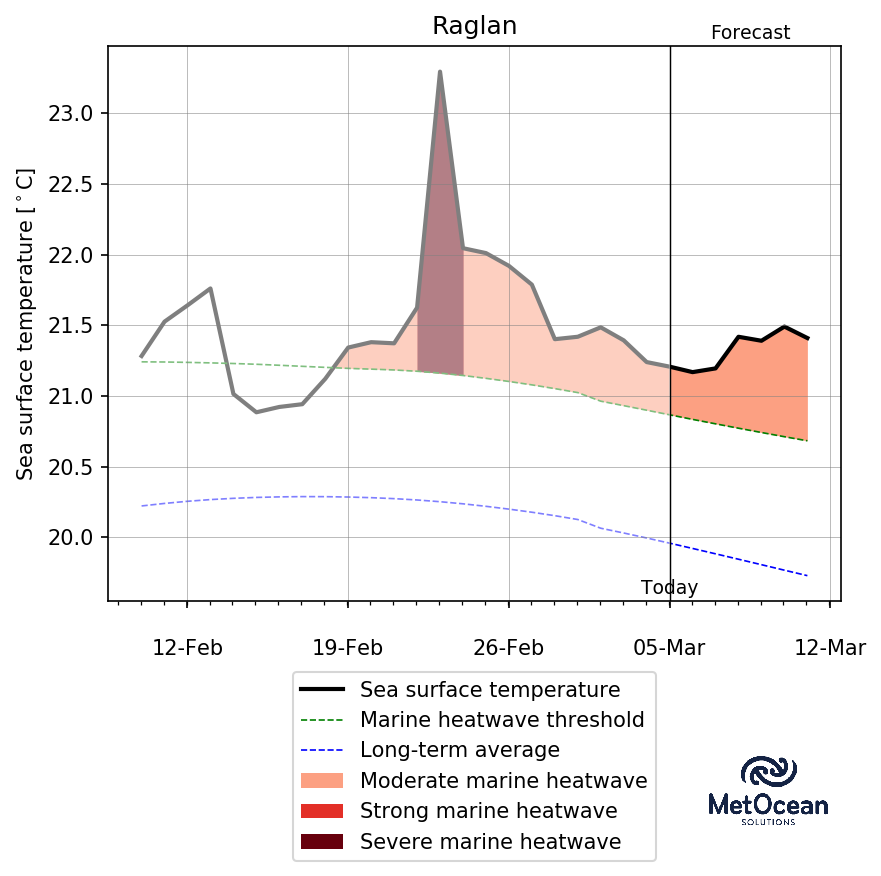 Raglan
Forecast
Sea surface temperature [°C]
23.0
22.5
22.0
21.5
21.0
20.5
20.0
Today
12-Feb 19-Feb 26-Feb 05-Mar 12-Mar
Sea surface temperature
Marine heatwave threshold
Long-term average
Moderate marine heatwave
Strong marine heatwave
Severe marine heatwave
MetOcean
SOLUTIONS